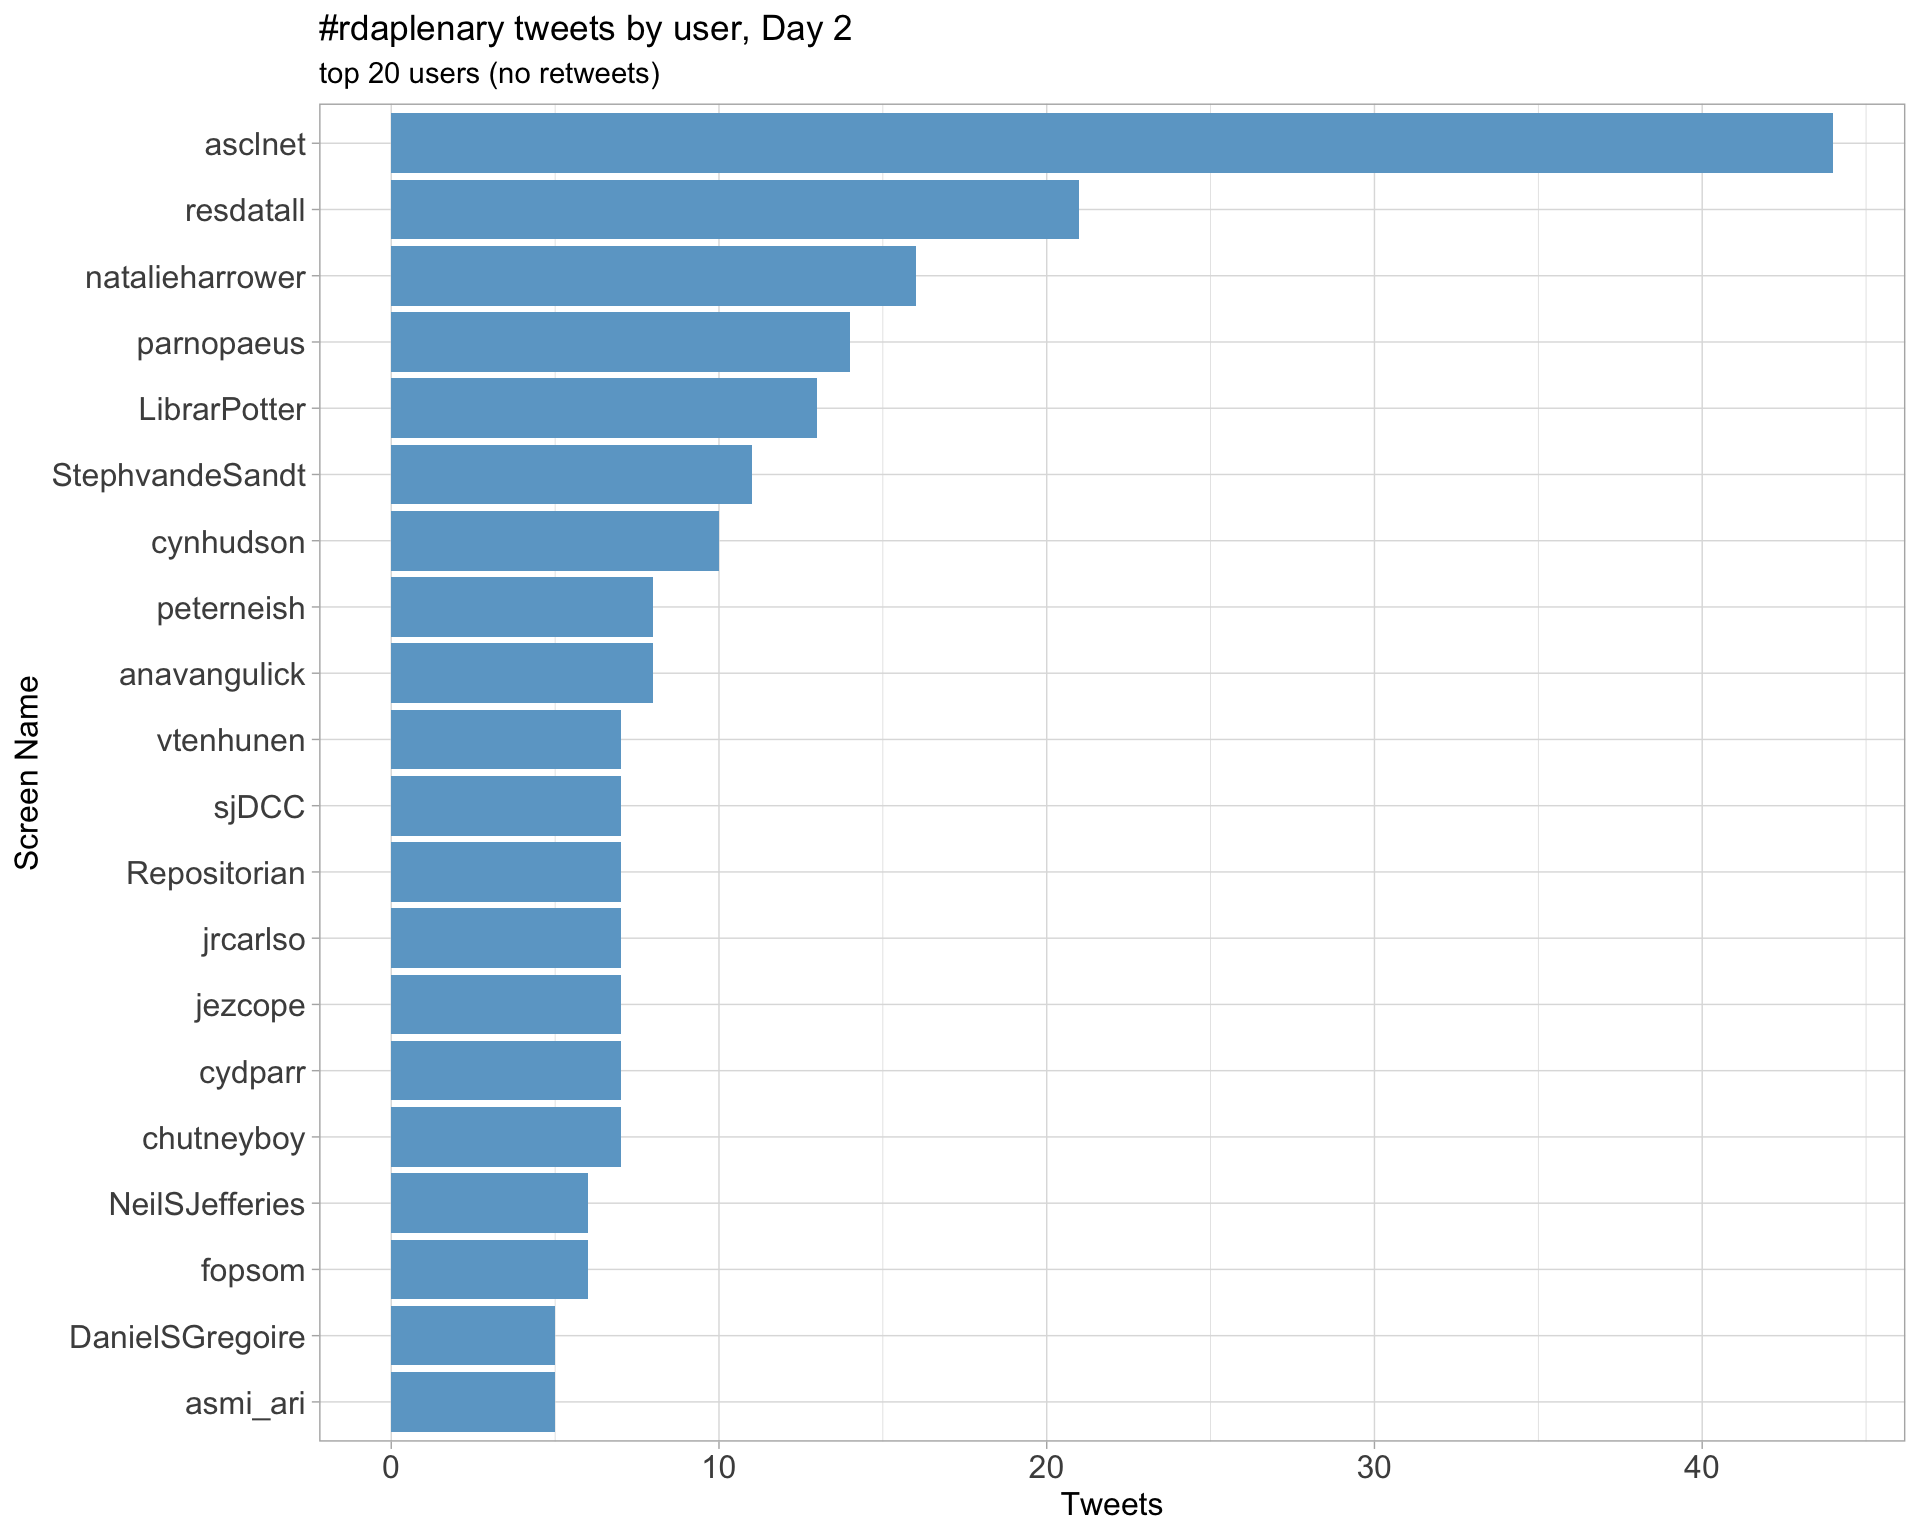 #rdaplenary tweets by user, Day 2
top 20 users (no retweets)
asclnet
resdatall
natalieharrower
parnopaeus
LibrarPotter
StephvandeSandt
cynhudson
peterneish
anavangulick
vtenhunen
sjDCC
Repositorian
jrcarlso
jezcope
cydparr
chutneyboy
NeilSJefferies
fopsom
DanielSGregoire
asmi_ari
Screen Name
0 10 20 30 40
Tweets